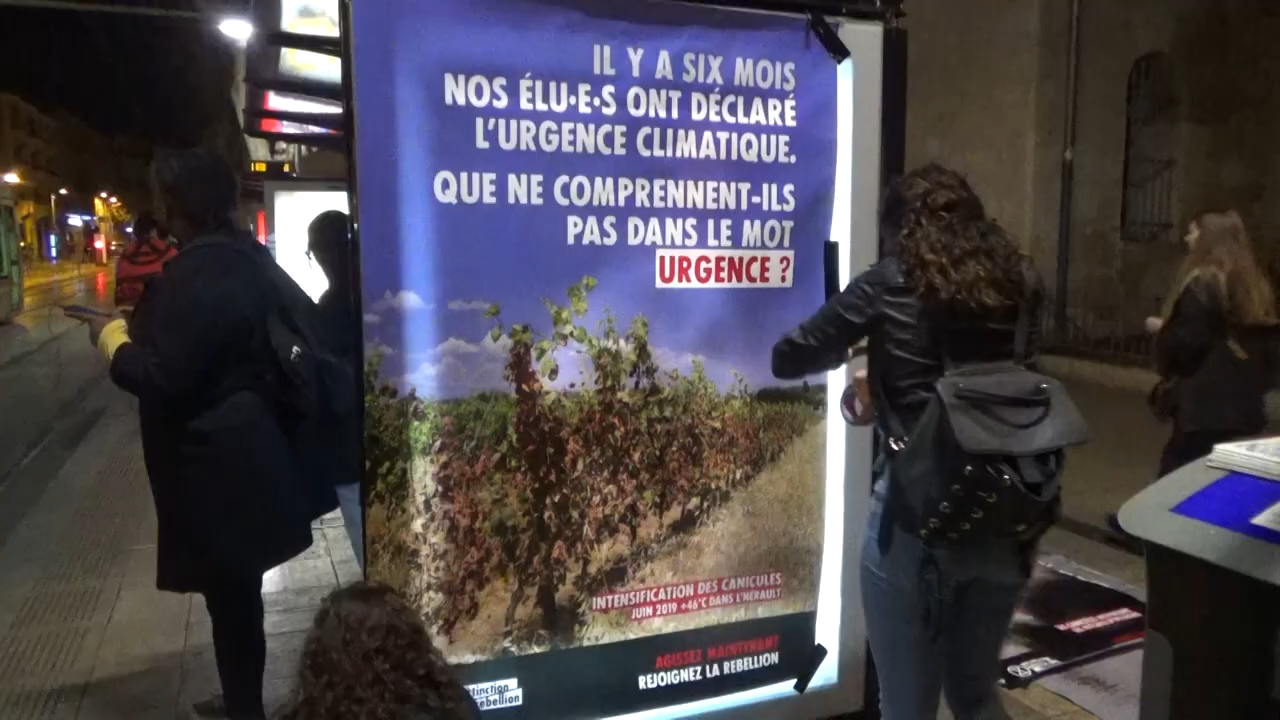 IL Y A SIX MOIS
NOS ÉLU·E·S ONT DÉCLARÉ
L'URGENCE CLIMATIQUE.
QUE NE COMPRENNENT-ILS
PAS DANS LE MOT
URGENCE ?
INTENSIFICATION DES CANICULES
JUIN 2019 +46°C DANS L'HÉRAULT
AGISSEZ MAINTENANT
REJOIGNEZ LA REBELLION
tinction
ebellion